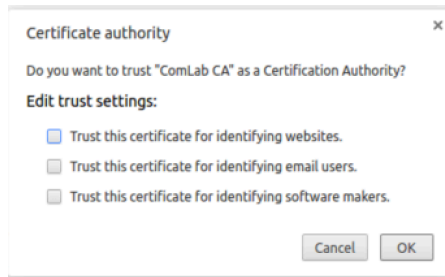 Certificate authority
Do you want to trust "ComLab CA" as a Certification Authority?
Edit trust settings:
Trust this certificate for identifying websites.
Trust this certificate for identifying email users.
Trust this certificate for identifying software makers.
Cancel OK